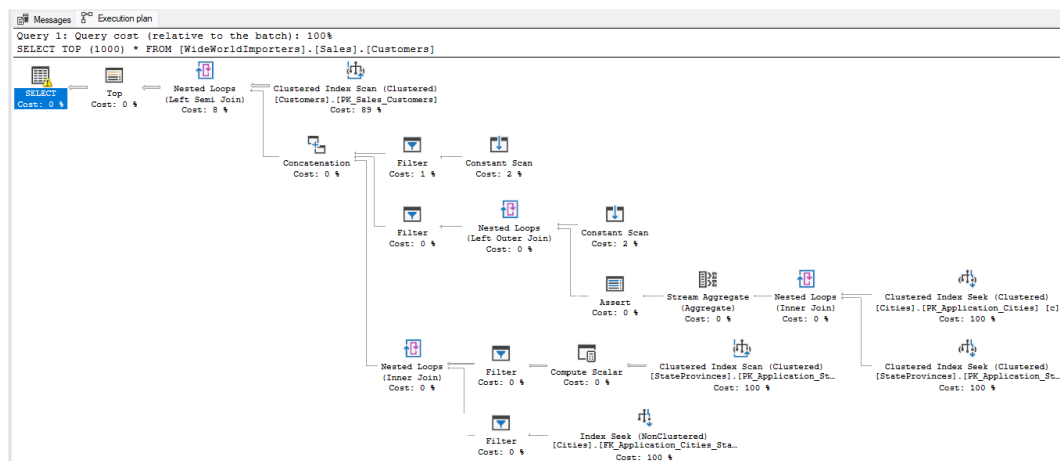 Messages
Execution plan
Query 1: Query cost (relative to the batch): 100%
SELECT TOP (1000) * FROM [WideWorldImporters].[Sales].[Customers]
SELECT
Cost: 0 %
Top
Cost: 0 %
Nested Loops
(Left Semi Join)
Cost: 8 %
Clustered Index Scan (Clustered)
[Customers].[PK_Sales_Customers]
Cost: 89 %
Concatenation
Cost: 0 %
Filter
Cost: 1 %
Constant Scan
Cost: 2 %
Filter
Cost: 0 %
Nested Loops
(Left Outer Join)
Cost: 0 %
Constant Scan
Cost: 2 %
Assert
Cost: 0 %
Stream Aggregate
(Aggregate)
Cost: 0 %
Nested Loops
(Inner Join)
Cost: 0 %
Clustered Index Seek (Clustered)
[Cities].[PK_Application_Cities] [c]
Cost: 100 %
Nested Loops
(Inner Join)
Cost: 0 %
Filter
Cost: 0 %
Compute Scalar
Cost: 0 %
Clustered Index Scan (Clustered)
[StateProvinces].[PK_Application_St…
Cost: 100 %
Clustered Index Seek (Clustered)
[StateProvinces].[PK_Application_St…
Cost: 100 %
Filter
Cost: 0 %
Index Seek (NonClustered)
[Cities].[FK_Application_Cities_Sta…
Cost: 100 %